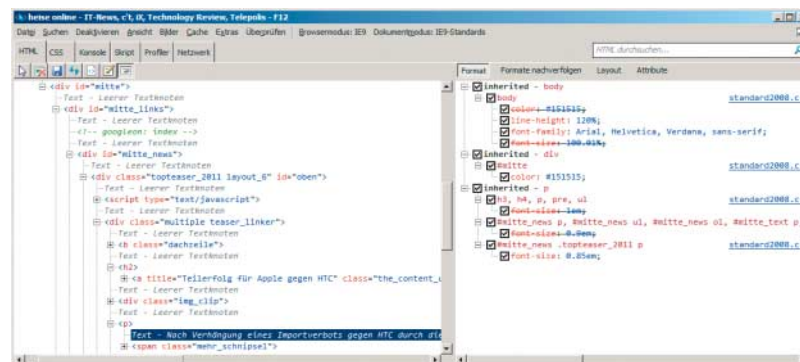 heise online - IT-News, c't, iX, Technology Review, Telepolis - F12
Datei Suchen Deaktivieren Ansicht Bilder Cache Extras Überprüfen Browsermodus: IE9 Dokumentmodus: IE9-Standards
HTML CSS Konsole Skript Profiler Netzwerk
HTML durchsuchen...
Format Formate nachverfolgen Layout Attribute
<div id="mitte">
Text - Leerer Textknoten
<div id="mitte_links">
Text - Leerer Textknoten
<!-- googleon: index -->
Text - Leerer Textknoten
<div id="mitte_news">
Text - Leerer Textknoten
<div class="topteaser_2011 layout_6" id="oben">
Text - Leerer Textknoten
<script type="text/javascript">
Text - Leerer Textknoten
<div class="multiple teaser_linker">
Text - Leerer Textknoten
<b class="dachzeile">
Text - Leerer Textknoten
<h2>
<a title="Teilerfolg für Apple gegen HTC" class="the_content_u
Text - Leerer Textknoten
<div class="img_clip">
Text - Leerer Textknoten
<p>
Text - Nach Verhängung eines Importverbots gegen HTC durch die
<span class="mehr_schnipsel">
inherited - body
body standard2008.c
color: #151515;
line-height: 120%;
font-family: Arial, Helvetica, Verdana, sans-serif;
font-size: 100.01%;
inherited - div
#mitte standard2008.c
color: #151515;
inherited - p
h3, h4, p, pre, ul standard2008.c
font-size: 1em;
#mitte_news p, #mitte_news ul, #mitte_news ol, #mitte_text p
font-size: 0.9em;
#mitte_news .topteaser_2011 p standard2008.c
font-size: 0.85em;